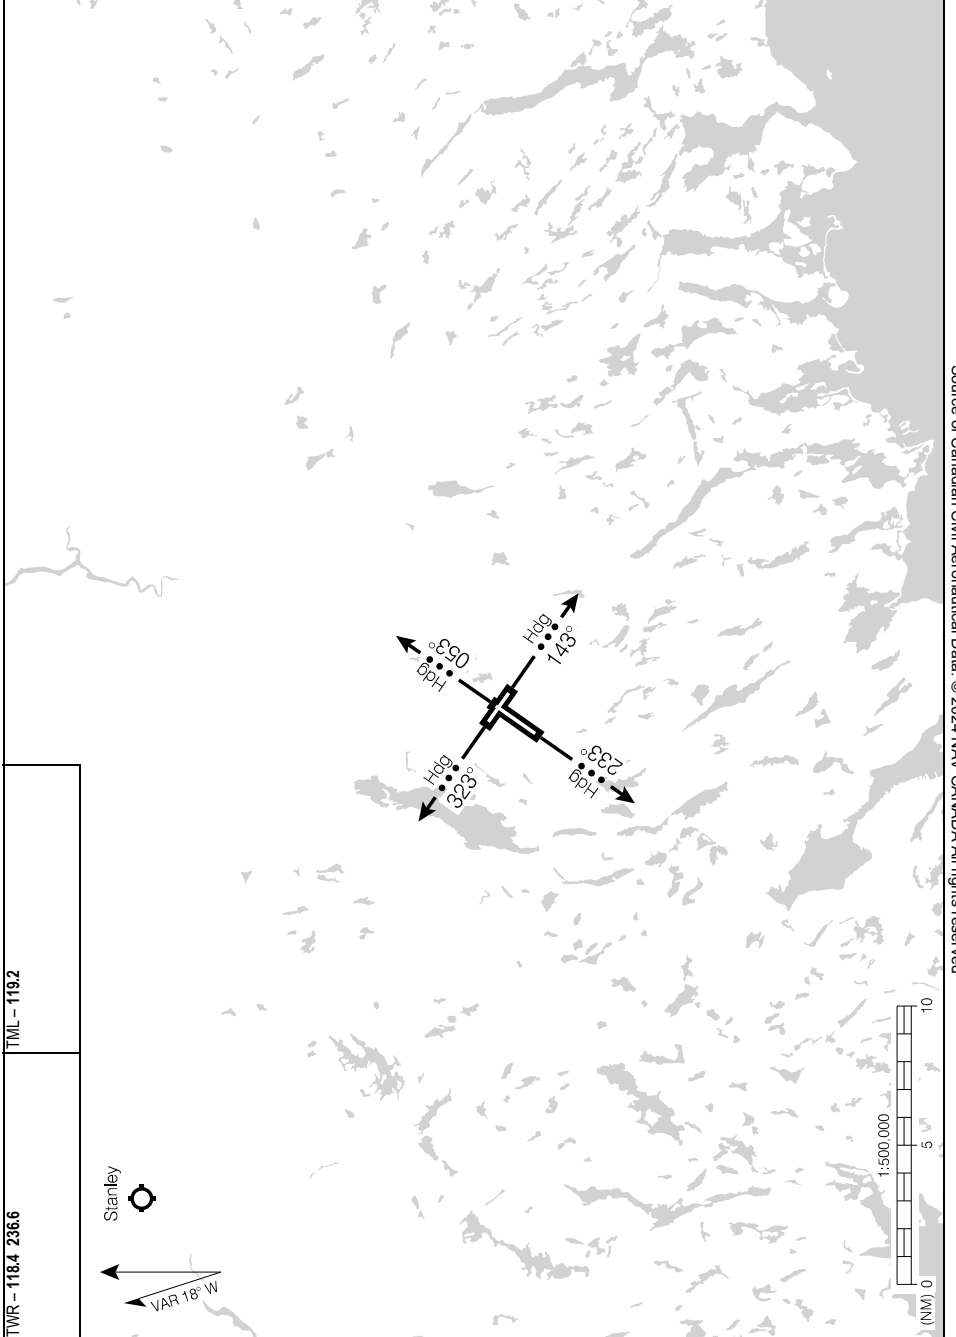 TWR – 118.4 236.6
TML – 119.2
Stanley
VAR 18° W
Hdg
323°
Hdg
053°
Hdg
143°
Hdg
233°
1:500,000
(NM) 0 5 10
Source of Canadian Civil Aeronautical Data: © 2024 NAV CANADA All rights reserved